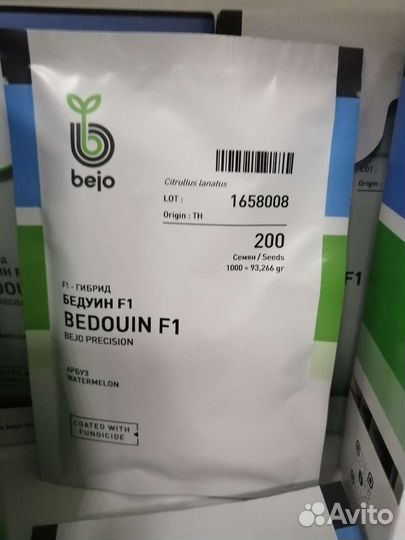 bejo
Citrullus lanatus
LOT : 1658008
Origin : TH
200
Семян / Seeds
1000 = 93,266 gr
F1 - ГИБРИД
БЕДУИН F1
BEDOUIN F1
BEJO PRECISION
АРБУЗ
WATERMELON
COATED WITH
FUNGICIDE
Avito